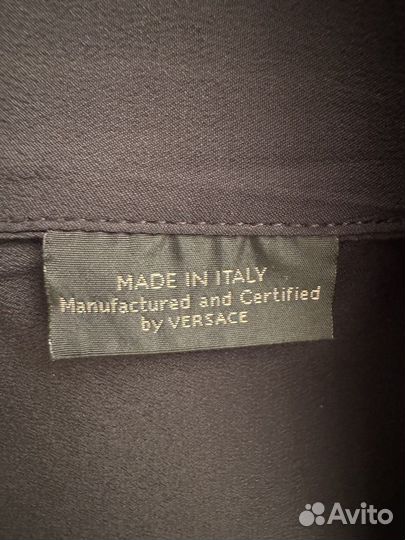 MADE IN ITALY
Manufactured and Certified
by VERSACE
Avito